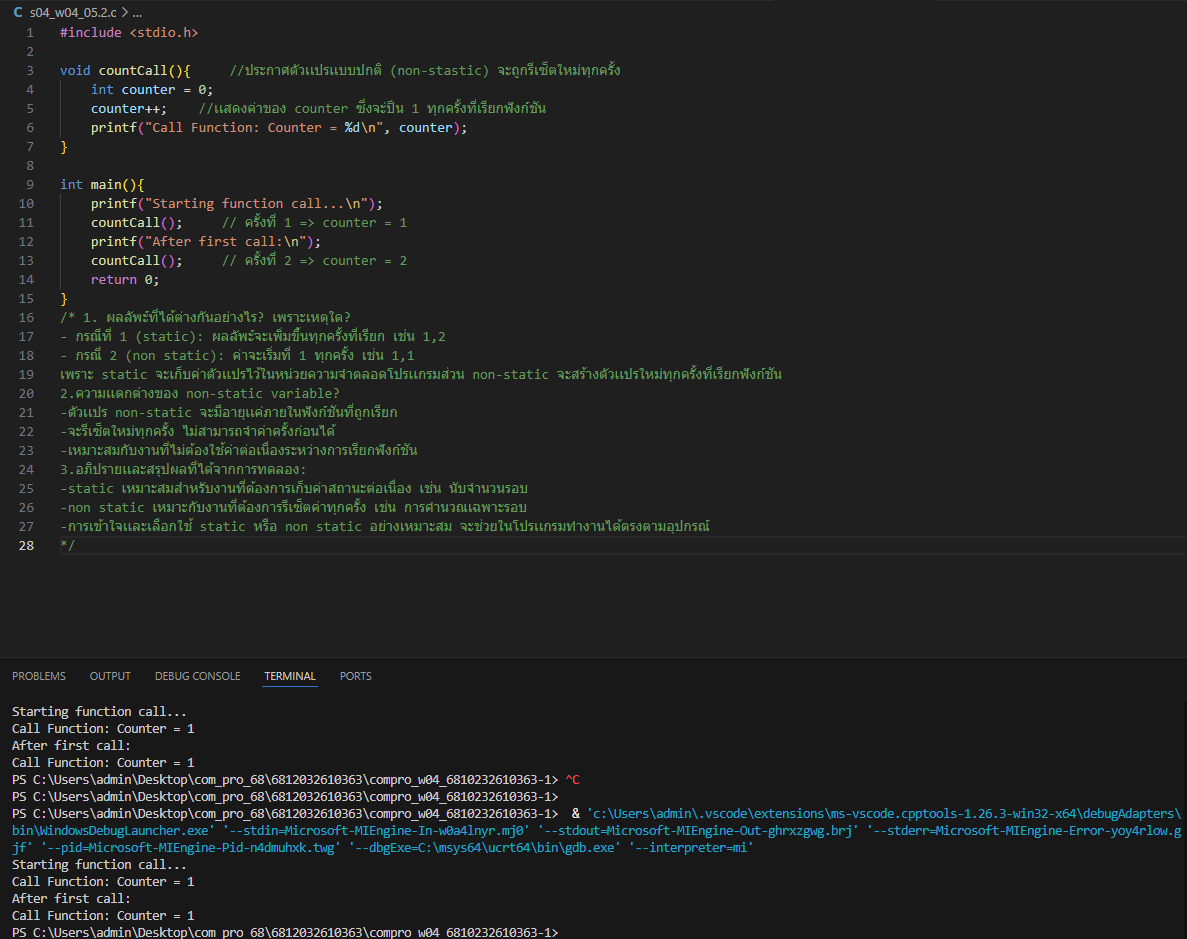 C s04_w04_05.2.c > ...
1 #include <stdio.h>
2
3 void countCall(){ //ประกาศตัวแปรแบบปกติ (non-stastic) จะถูกรีเซ็ตใหม่ทุกครั้ง
4 int counter = 0;
5 counter++; //แสดงค่าของ counter ซึ่งจะป็น 1 ทุกครั้งที่เรียกฟังก์ชัน
6 printf("Call Function: Counter = %d\n", counter);
7 }
8
9 int main(){
10 printf("Starting function call...\n");
11 countCall(); // ครั้งที่ 1 => counter = 1
12 printf("After first call:\n");
13 countCall(); // ครั้งที่ 2 => counter = 2
14 return 0;
15 }
16 /* 1. ผลลัพธ์ที่ได้ต่างกันอย่างไร? เพราะเหตุใด?
17 - กรณีที่ 1 (static): ผลลัพธ์จะเพิ่มขึ้นทุกครั้งที่เรียก เช่น 1,2
18 - กรณี 2 (non static): ค่าจะเริ่มที่ 1 ทุกครั้ง เช่น 1,1
19 เพราะ static จะเก็บค่าตัวแปรไว้ในหน่วยความจำตลอดโปรแกรมส่วน non-static จะสร้างตัวแปรใหม่ทุกครั้งที่เรียกฟังก์ชัน
20 2.ความแตกต่างของ non-static variable?
21 -ตัวแปร non-static จะมีอายุแค่ภายในฟังก์ชันที่ถูกเรียก
22 -จะรีเซ็ตใหม่ทุกครั้ง ไม่สามารถจำค่าครั้งก่อนได้
23 -เหมาะสมกับงานที่ไม่ต้องใช้ค่าต่อเนื่องระหว่างการเรียกฟังก์ชัน
24 3.อภิปรายและสรุปผลที่ได้จากการทดลอง:
25 -static เหมาะสมสำหรับงานที่ต้องการเก็บค่าสถานะต่อเนื่อง เช่น นับจำนวนรอบ
26 -non static เหมาะกับงานที่ต้องการรีเซ็ตค่าทุกครั้ง เช่น การคำนวณเฉพาะรอบ
27 -การเข้าใจและเลือกใช้ static หรือ non static อย่างเหมาะสม จะช่วยในโปรแกรมทำงานได้ตรงตามอุปกรณ์
28 */
PROBLEMS OUTPUT DEBUG CONSOLE TERMINAL PORTS
Starting function call...
Call Function: Counter = 1
After first call:
Call Function: Counter = 1
PS C:\Users\admin\Desktop\com_pro_68\6812032610363\compro_w04_6810232610363-1> ^C
PS C:\Users\admin\Desktop\com_pro_68\6812032610363\compro_w04_6810232610363-1>
PS C:\Users\admin\Desktop\com_pro_68\6812032610363\compro_w04_6810232610363-1> & 'c:\Users\admin\.vscode\extensions\ms-vscode.cpptools-1.26.3-win32-x64\debugAdapters\
bin\WindowsDebugLauncher.exe' '--stdin=Microsoft-MIEngine-In-w0a4lnyr.mj0' '--stdout=Microsoft-MIEngine-Out-ghrxzgwg.brj' '--stderr=Microsoft-MIEngine-Error-yoy4rlow.g
jf' '--pid=Microsoft-MIEngine-Pid-n4dmuhxk.twg' '--dbgExe=C:\msys64\ucrt64\bin\gdb.exe' '--interpreter=mi'
Starting function call...
Call Function: Counter = 1
After first call:
Call Function: Counter = 1
PS C:\Users\admin\Desktop\com_pro_68\6812032610363\compro_w04_6810232610363-1>